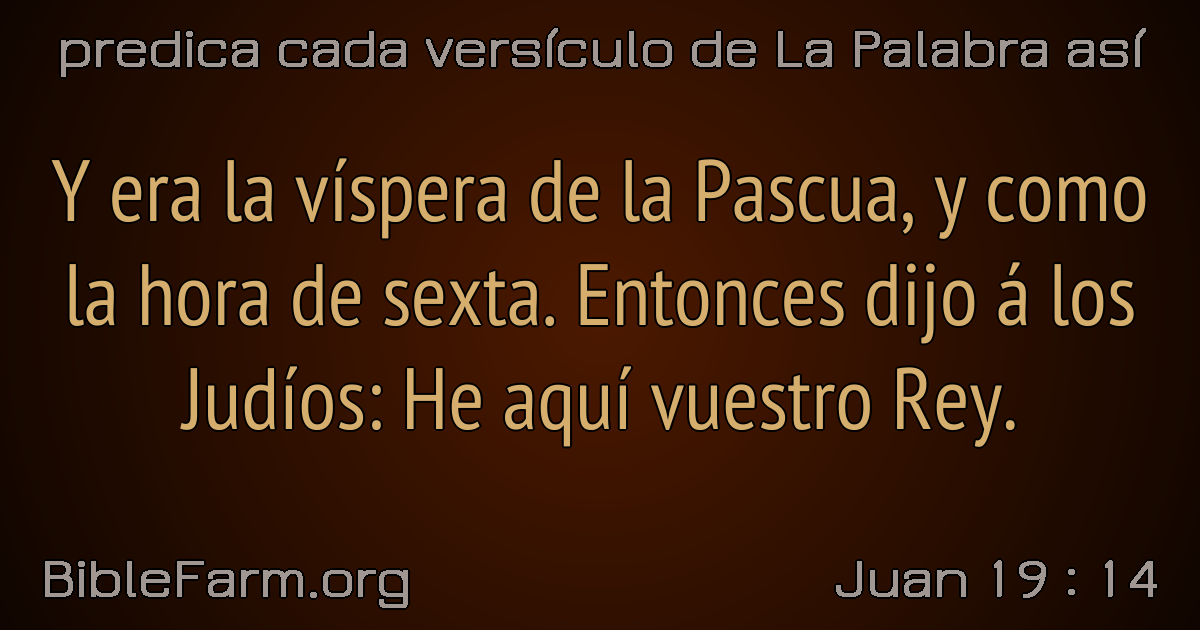 predica cada versículo de La Palabra así
Y era la víspera de la Pascua, y como
la hora de sexta. Entonces dijo á los
Judíos: He aquí vuestro Rey.
BibleFarm.org
Juan 19 : 14